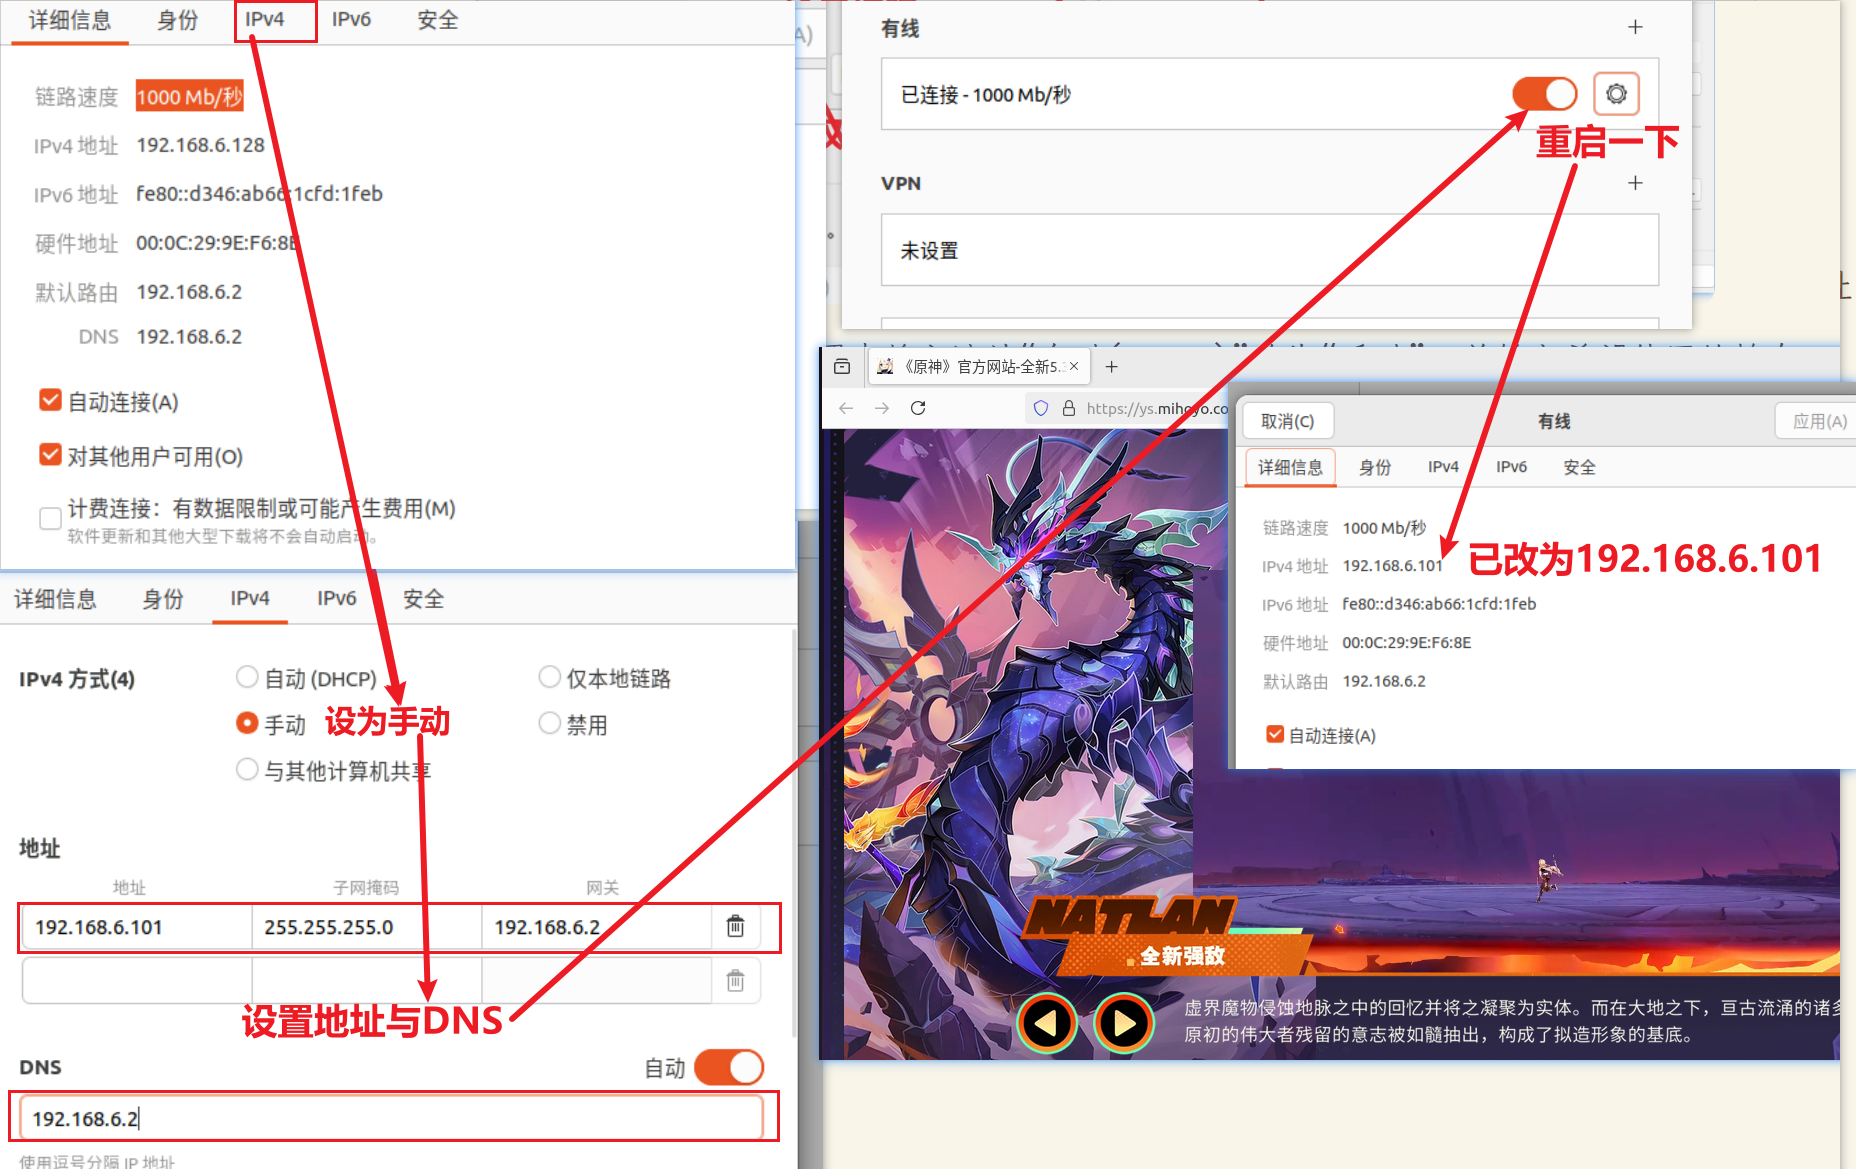 详细信息 身份 IPv4 IPv6 安全
链路速度 1000 Mb/秒
IPv4 地址 192.168.6.128
IPv6 地址 fe80::d346:ab66:1cfd:1feb
硬件地址 00:0C:29:9E:F6:8E
默认路由 192.168.6.2
DNS 192.168.6.2
自动连接(A)
对其他用户可用(O)
计费连接：有数据限制或可能产生费用(M)
软件更新和其他大型下载将不会自动启动。
详细信息 身份 IPv4 IPv6 安全
IPv4 方式(4) 自动 (DHCP) 仅本地链路
手动 设为手动 禁用
与其他计算机共享
地址
地址 子网掩码 网关
192.168.6.101 255.255.255.0 192.168.6.2
设置地址与DNS
DNS 自动
192.168.6.2
使用逗号分隔 IP 地址
有线
已连接 - 1000 Mb/秒
重启一下
VPN
未设置
《原神》官方网站-全新5.
https://ys.mihoyo.co
取消(C) 有线 应用(A)
详细信息 身份 IPv4 IPv6 安全
链路速度 1000 Mb/秒
IPv4 地址 192.168.6.101 已改为192.168.6.101
IPv6 地址 fe80::d346:ab66:1cfd:1feb
硬件地址 00:0C:29:9E:F6:8E
默认路由 192.168.6.2
自动连接(A)
NATLAN
全新强敌
虚界魔物侵蚀地脉之中的回忆并将之凝聚为实体。而在大地之下，亘古流涌的诸多
原初的伟大者残留的意志被如髓抽出，构成了拟造形象的基底。